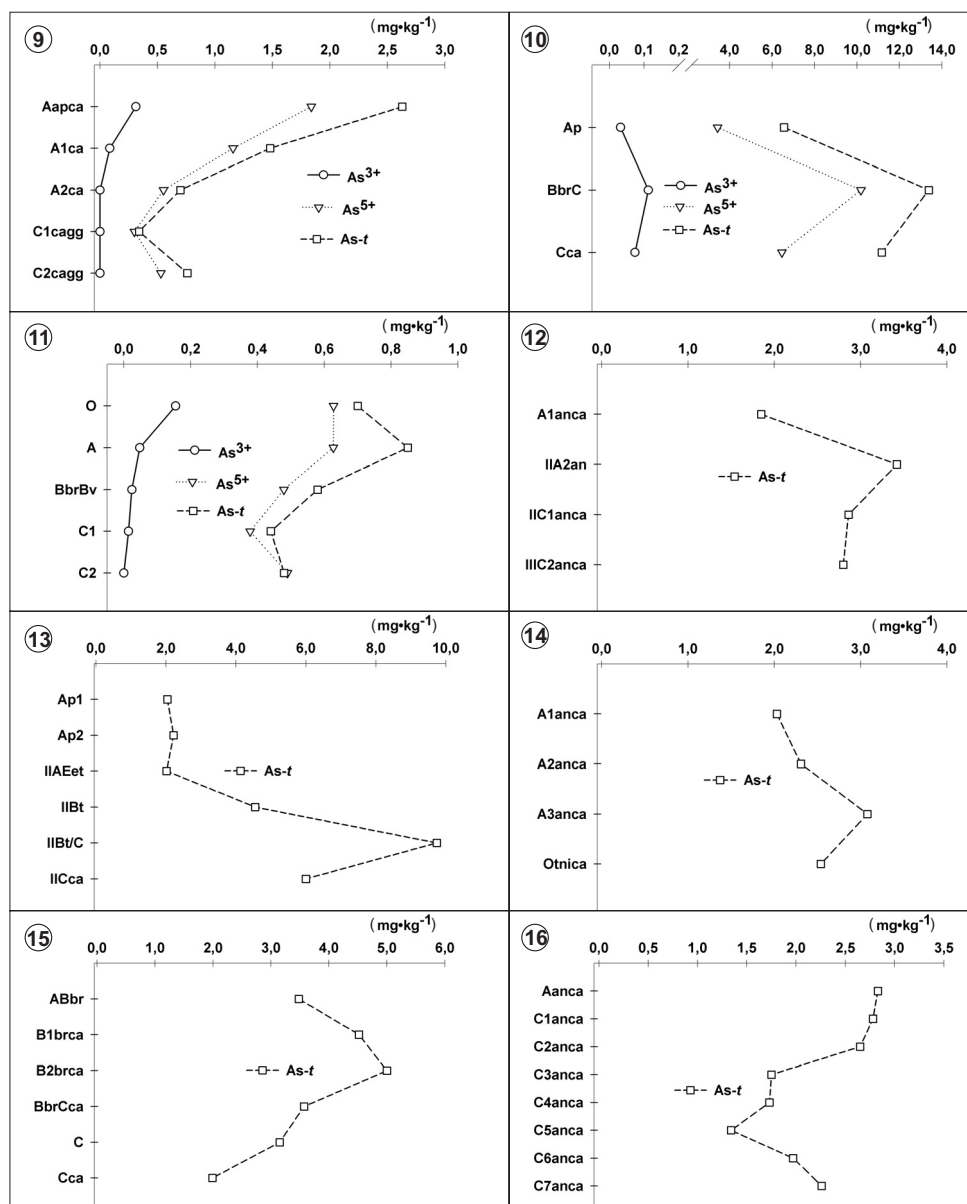 9
(mg•kg-1)
0,0 0,5 1,0 1,5 2,0 2,5 3,0
Aapca
A1ca
A2ca
C1cagg
C2cagg
As3+
As5+
As-t
10
(mg•kg-1)
0,0 0,1 0,2 4,0 6,0 8,0 10,0 12,0 14,0
Ap
BbrC
Cca
As3+
As5+
As-t
11
(mg•kg-1)
0,0 0,2 0,4 0,6 0,8 1,0
O
A
BbrBv
C1
C2
As3+
As5+
As-t
12
(mg•kg-1)
0,0 1,0 2,0 3,0 4,0
A1anca
IIA2an
IIC1anca
IIIC2anca
As-t
13
(mg•kg-1)
0,0 2,0 4,0 6,0 8,0 10,0
Ap1
Ap2
IIAEet
IIBt
IIBt/C
IICca
As-t
14
(mg•kg-1)
0,0 1,0 2,0 3,0 4,0
A1anca
A2anca
A3anca
Otnica
As-t
15
(mg•kg-1)
0,0 1,0 2,0 3,0 4,0 5,0 6,0
ABbr
B1brca
B2brca
BbrCca
C
Cca
As-t
16
(mg•kg-1)
0,0 0,5 1,0 1,5 2,0 2,5 3,0 3,5
Aanca
C1anca
C2anca
C3anca
C4anca
C5anca
C6anca
C7anca
As-t